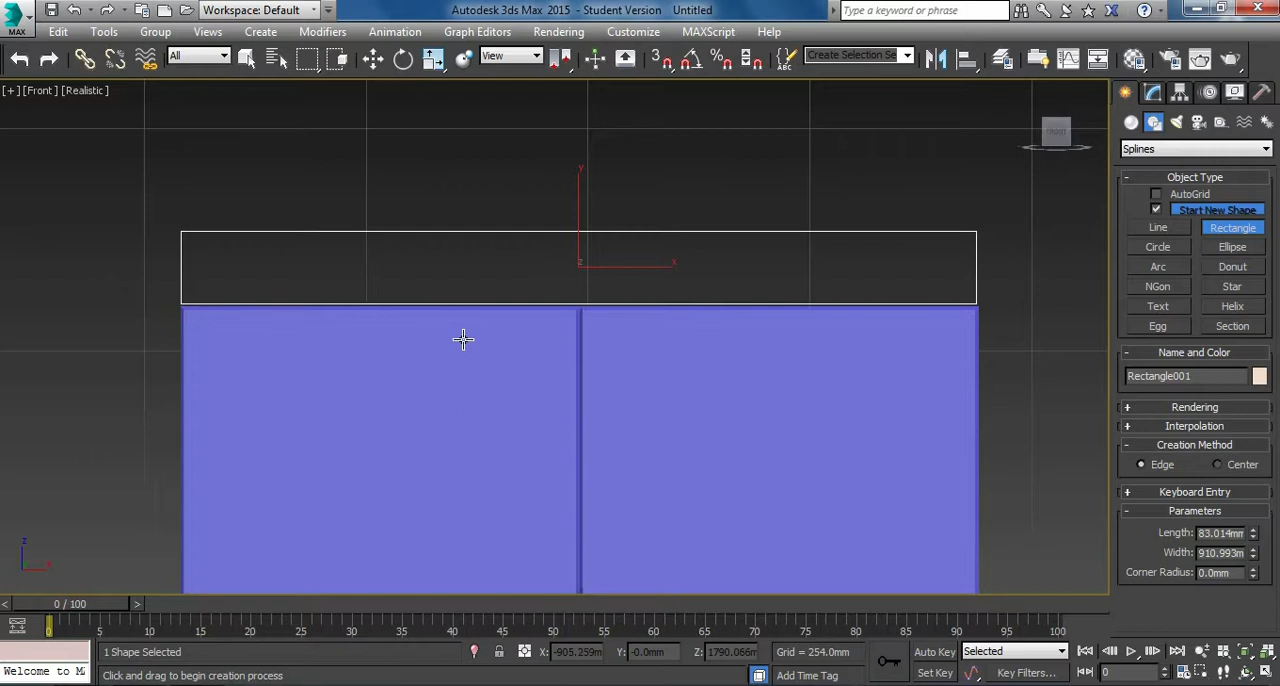 Workspace: Default
Autodesk 3ds Max 2015 - Student Version Untitled
Type a keyword or phrase
MAX
Edit Tools Group Views Create Modifiers Animation Graph Editors Rendering Customize MAXScript Help
All
View
3
Create Selection Se
[+] [Front] [Realistic]
FRONT
y
z
x
z
x
Splines
- Object Type
AutoGrid
Start New Shape
Line Rectangle
Circle Ellipse
Arc Donut
NGon Star
Text Helix
Egg Section
- Name and Color
Rectangle001
+ Rendering
+ Interpolation
- Creation Method
Edge Center
+ Keyboard Entry
- Parameters
Length: 83.014mm
Width: 910.993m
Corner Radius: 0.0mm
< 0 / 100 >
0 5 10 15 20 25 30 35 40 45 50 55 60 65 70 75 80 85 90 95 100
1 Shape Selected
X: -905.259m Y: -0.0mm Z: 1790.066m Grid = 254.0mm
Auto Key Selected
Welcome to M
Click and drag to begin creation process
Add Time Tag
Set Key Key Filters...
0